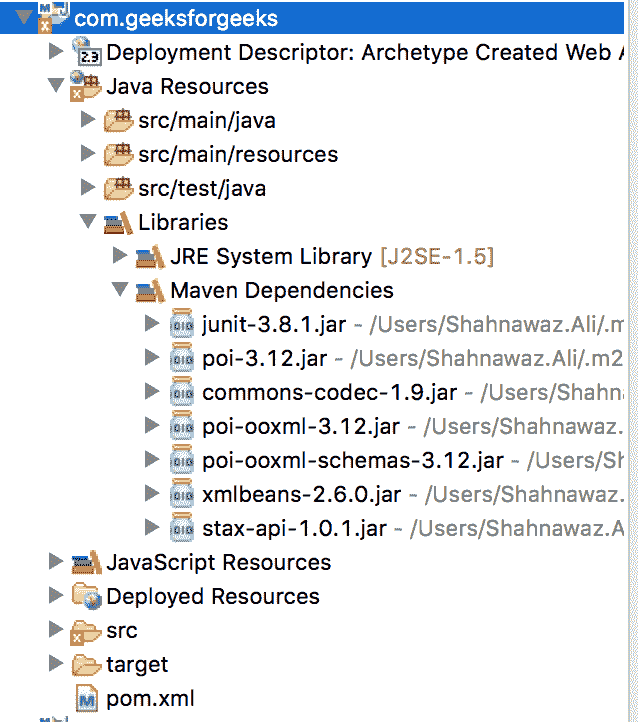 com.geeksforgeeks
2.3 Deployment Descriptor: Archetype Created Web A
Java Resources
src/main/java
src/main/resources
src/test/java
Libraries
JRE System Library [J2SE-1.5]
Maven Dependencies
junit-3.8.1.jar - /Users/Shahnawaz.Ali/.m
poi-3.12.jar - /Users/Shahnawaz.Ali/.m2
commons-codec-1.9.jar - /Users/Shahn
poi-ooxml-3.12.jar - /Users/Shahnawaz.
poi-ooxml-schemas-3.12.jar - /Users/Sh
xmlbeans-2.6.0.jar - /Users/Shahnawaz.
stax-api-1.0.1.jar - /Users/Shahnawaz.A
JavaScript Resources
Deployed Resources
src
target
pom.xml